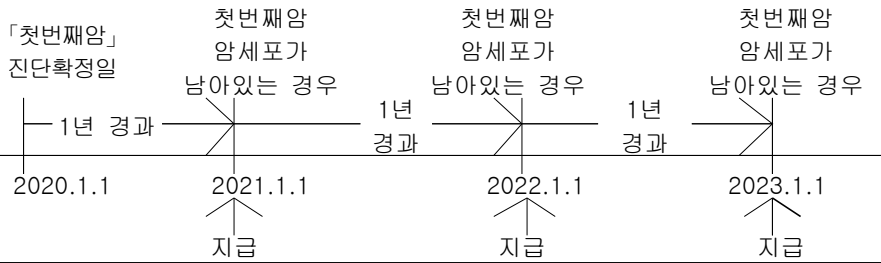 「첫번째암」
진단확정일
첫번째암
암세포가
남아있는 경우
첫번째암
암세포가
남아있는 경우
첫번째암
암세포가
남아있는 경우
1년 경과
1년
경과
1년
경과
2020.1.1
2021.1.1
2022.1.1
2023.1.1
지급
지급
지급